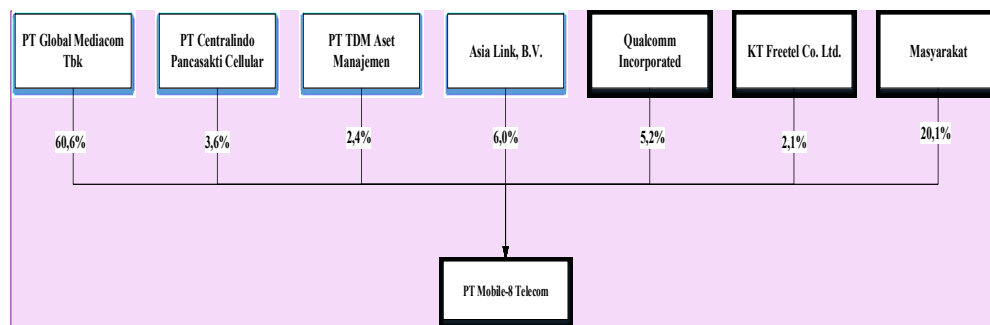 PT Global Mediacom
Tbk
PT Centralindo
Pancasakti Cellular
PT TDM Aset
Manajemen
Asia Link, B.V.
Qualcomm
Incorporated
KT Freetel Co. Ltd.
Masyarakat
60,6%
3,6%
2,4%
6,0%
5,2%
2,1%
20,1%
PT Mobile-8 Telecom